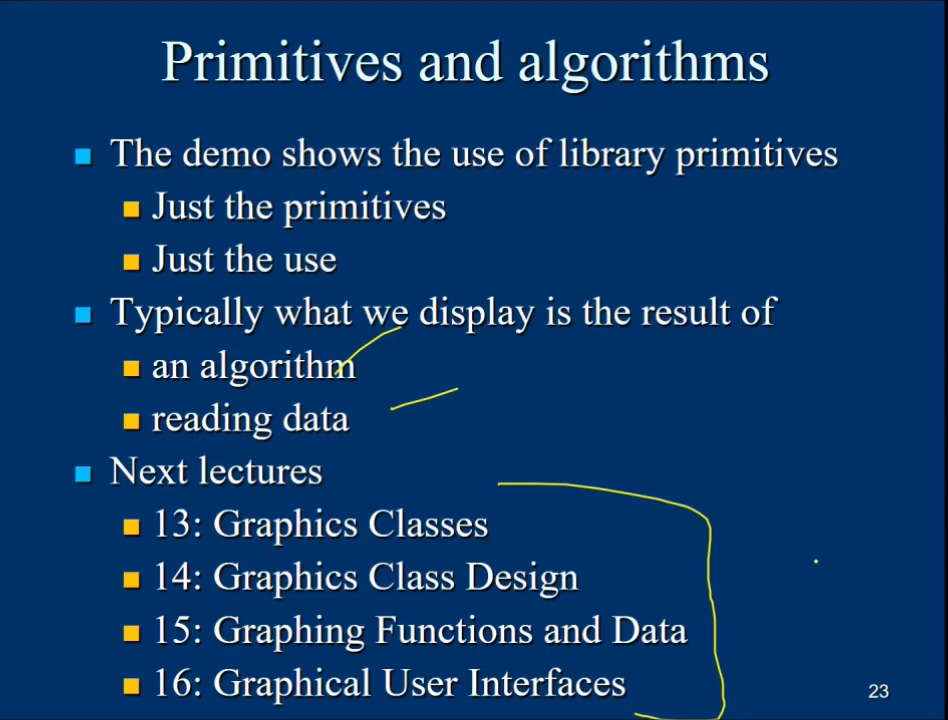 Primitives and algorithms
The demo shows the use of library primitives
Just the primitives
Just the use
Typically what we display is the result of
an algorithm
reading data
Next lectures
13: Graphics Classes
14: Graphics Class Design
15: Graphing Functions and Data
16: Graphical User Interfaces
23